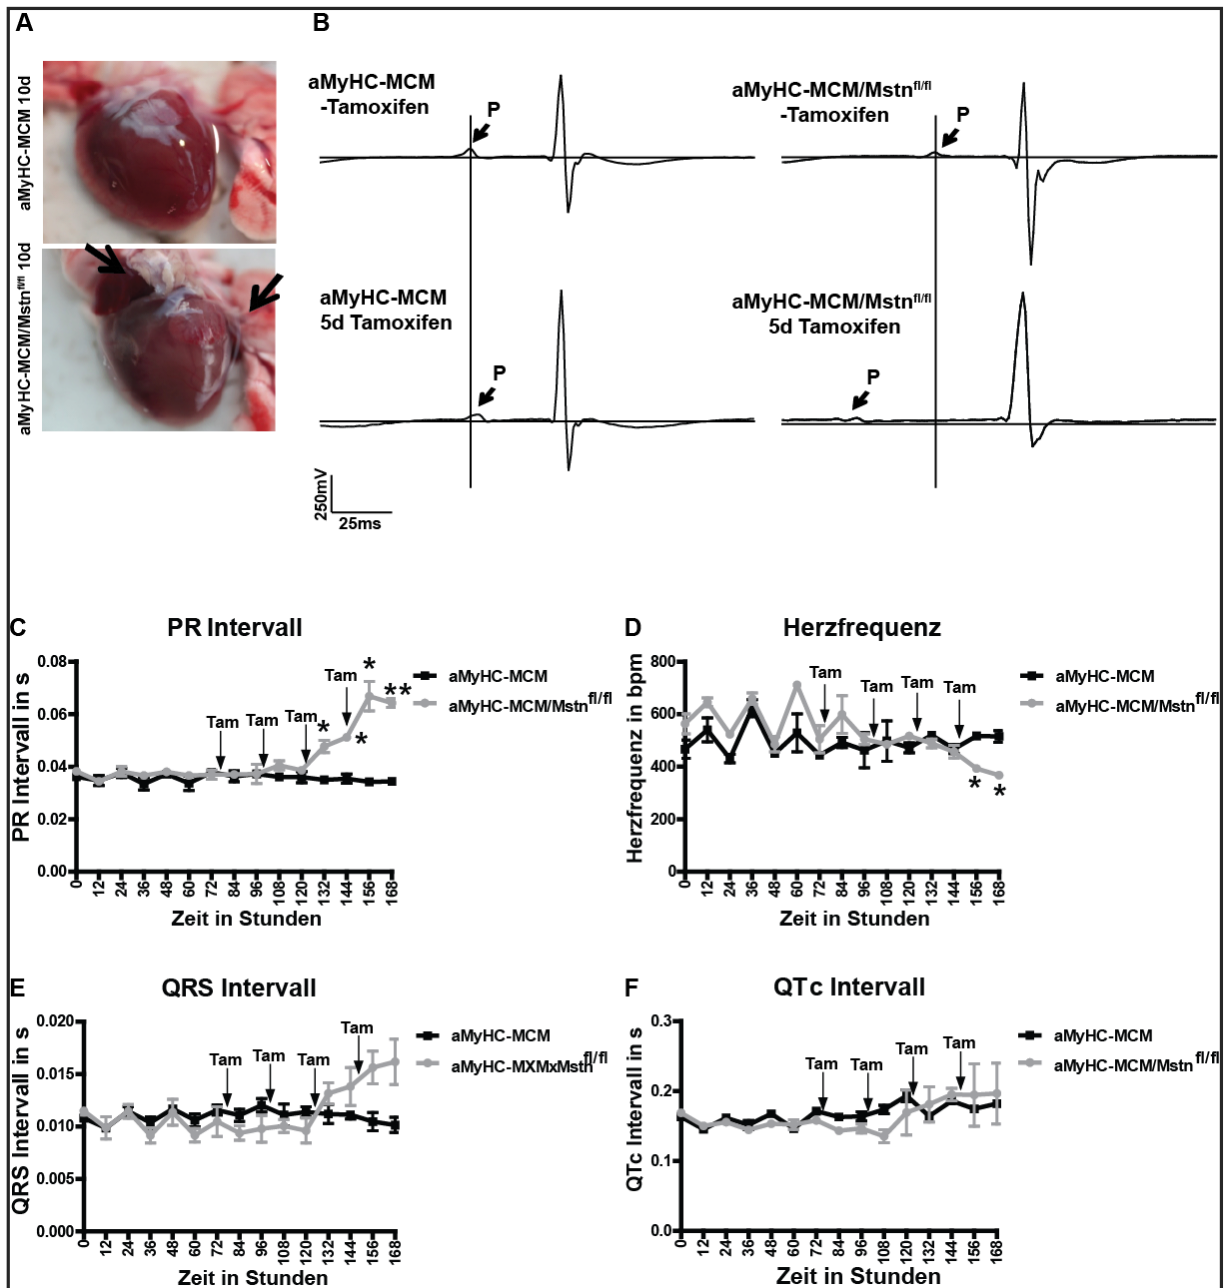 A
B
aMyHC-MCM 10d
aMyHC-MCM/Mstnfl/fl 10d
aMyHC-MCM
-Tamoxifen
P
aMyHC-MCM/Mstnfl/fl
-Tamoxifen
P
aMyHC-MCM
5d Tamoxifen
P
aMyHC-MCM/Mstnfl/fl
5d Tamoxifen
P
250mV
25ms
C
PR Intervall
PR Intervall in s
0.08
0.06
0.04
0.02
0.00
Tam
Tam
Tam
Tam
*
*
*
**
aMyHC-MCM
aMyHC-MCM/Mstnfl/fl
0 12 24 36 48 60 72 84 96 108 120 132 144 156 168
Zeit in Stunden
D
Herzfrequenz
Herzfrequenz in bpm
800
600
400
200
0
Tam
Tam
Tam
Tam
*
*
aMyHC-MCM
aMyHC-MCM/Mstnfl/fl
0 12 24 36 48 60 72 84 96 108 120 132 144 156 168
Zeit in Stunden
E
QRS Intervall
QRS Intervall in s
0.020
0.015
0.010
0.005
0.000
Tam
Tam
Tam
Tam
aMyHC-MCM
aMyHC-MXMxMstnfl/fl
0 12 24 36 48 60 72 84 96 108 120 132 144 156 168
Zeit in Stunden
F
QTc Intervall
QTc Intervall in s
0.3
0.2
0.1
0.0
Tam
Tam
Tam
Tam
aMyHC-MCM
aMyHC-MCM/Mstnfl/fl
0 12 24 36 48 60 72 84 96 108 120 132 144 156 168
Zeit in Stunden